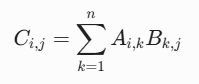 C_{i,j} = \sum_{k=1}^{n} A_{i,k} B_{k,j}